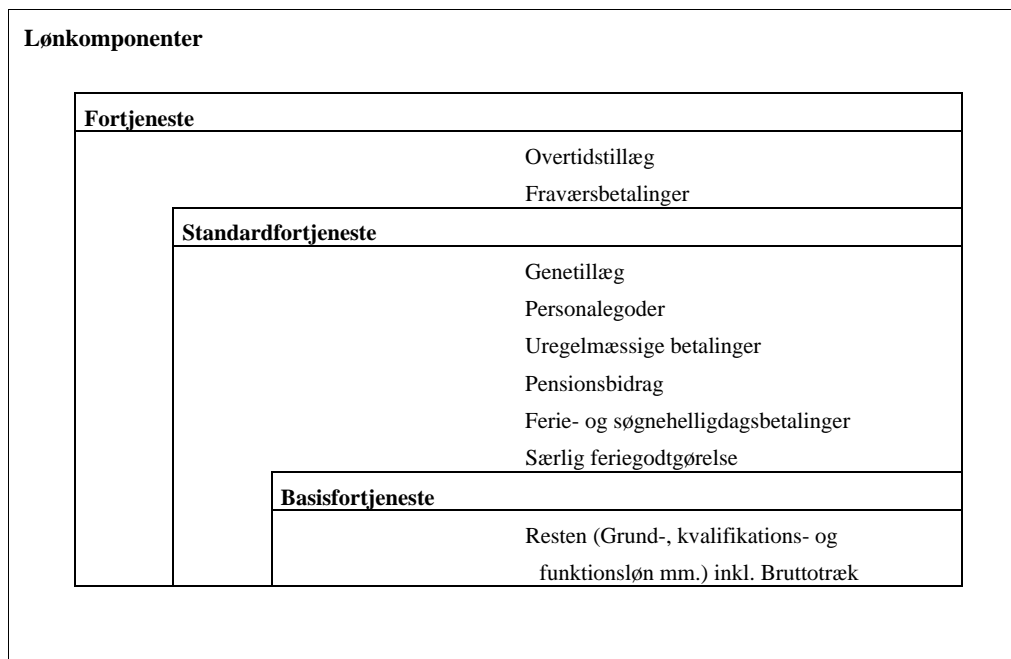 Lønkomponenter
Fortjeneste
Overtidstillæg
Fraværsbetalinger
Standardfortjeneste
Genetillæg
Personalegoder
Uregelmæssige betalinger
Pensionsbidrag
Ferie- og søgnehelligdagsbetalinger
Særlig feriegodtgørelse
Basisfortjeneste
Resten (Grund-, kvalifikations- og
funktionsløn mm.) inkl. Bruttotræk